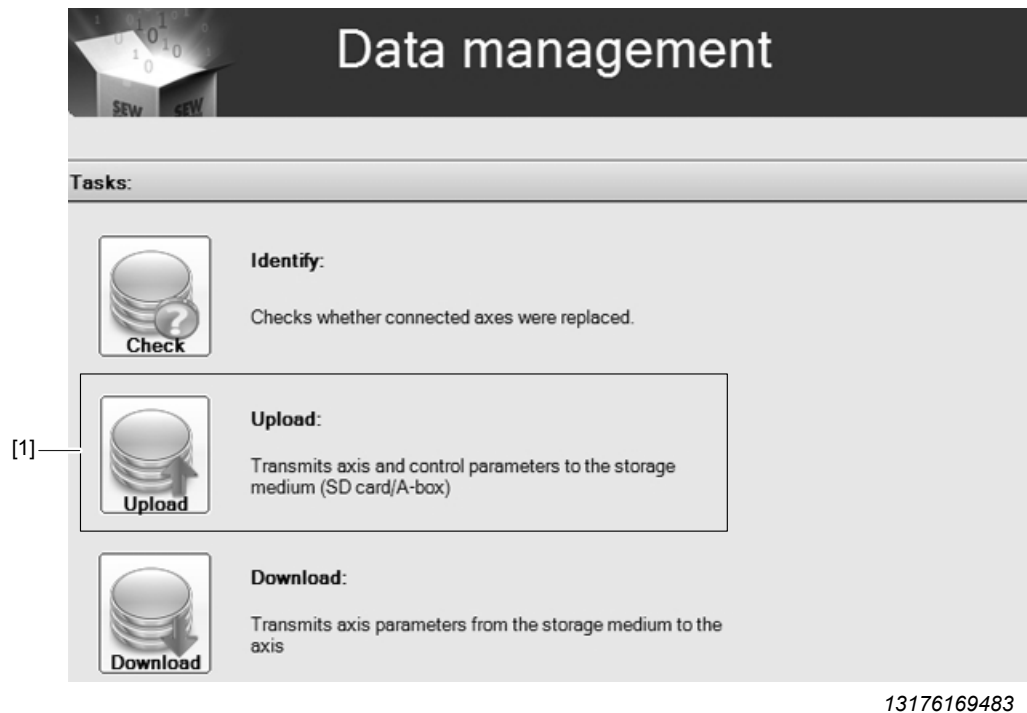 Data management
SEW SEW
Tasks:
Identify:
Checks whether connected axes were replaced.
Check
[1]
Upload:
Transmits axis and control parameters to the storage
medium (SD card/A-box)
Upload
Download:
Transmits axis parameters from the storage medium to the
axis
Download
13176169483